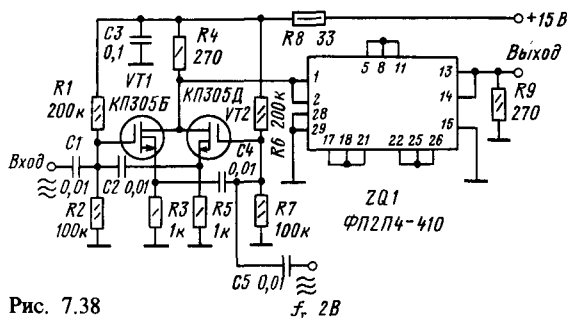 +15 В
R8 33
C3
0,1
R4
270
5 8 11
Выход
VT1
КП305Б
КП305Д
VT2
R1
200к
R6 200к
1
2
28
29
13
14
15
R9
270
17 18 21
22 25 26
Вход
C1
0,01
C2 0,01
C4
0,01
R2
100к
R3
1к
R5
1к
R7
100к
ZQ1
ФП2П4-410
C5 0,01
fг 2В
Рис. 7.38